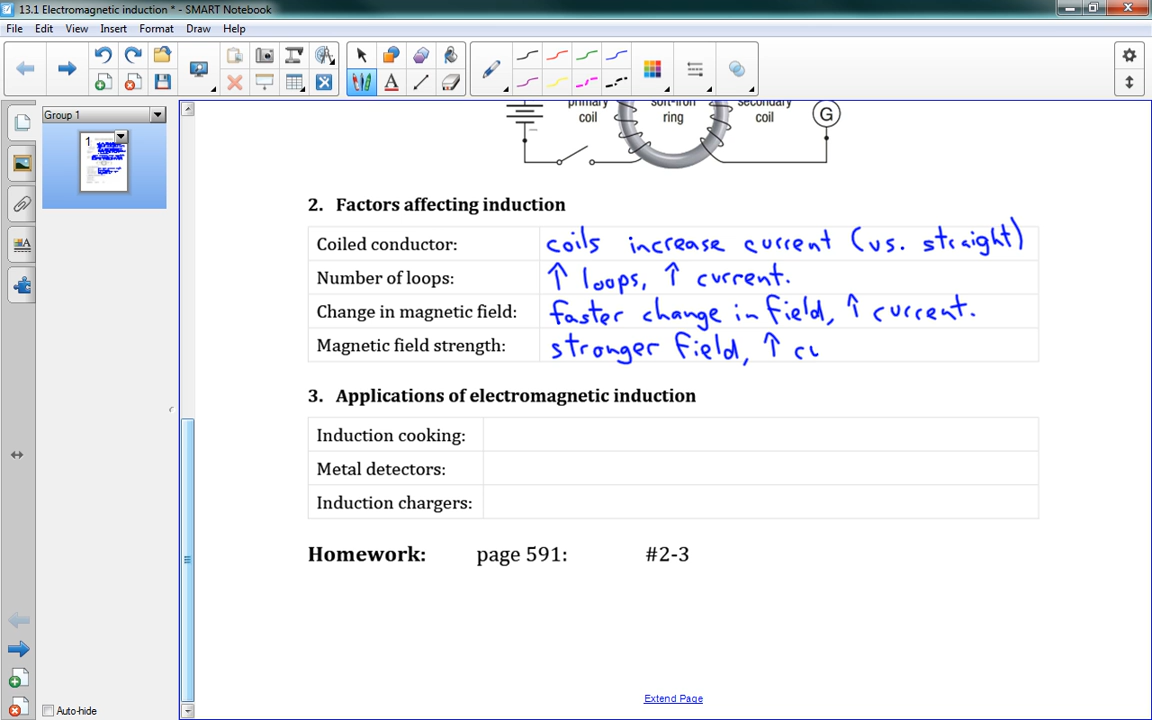 13.1 Electromagnetic induction * - SMART Notebook
File Edit View Insert Format Draw Help
Group 1
1
primary coil
soft-iron ring
secondary coil
G
2. Factors affecting induction
Coiled conductor: coils increase current (vs. straight)
Number of loops: ↑ loops, ↑ current.
Change in magnetic field: faster change in field, ↑ current.
Magnetic field strength: stronger field, ↑ cu
3. Applications of electromagnetic induction
Induction cooking:
Metal detectors:
Induction chargers:
Homework: page 591: #2-3
Extend Page
Auto-hide